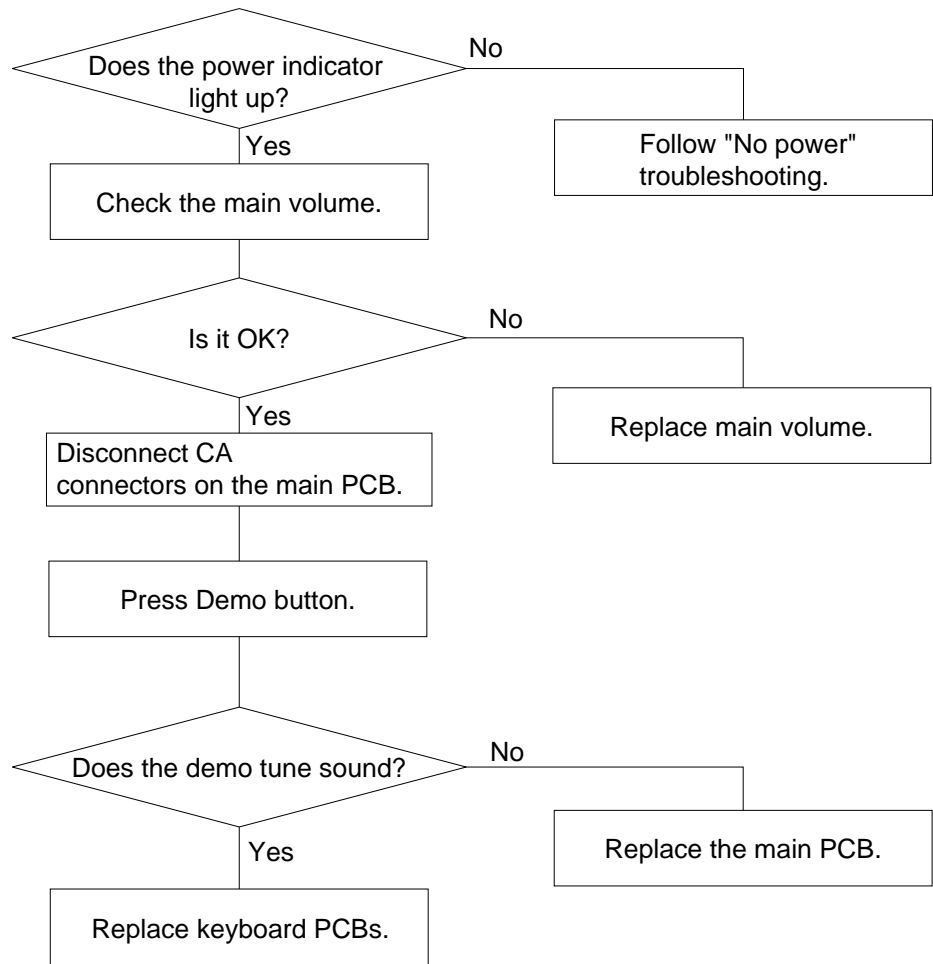 Does the power indicator
light up?
No
Yes
Follow "No power"
troubleshooting.
Check the main volume.
Is it OK?
No
Yes
Replace main volume.
Disconnect CA
connectors on the main PCB.
Press Demo button.
Does the demo tune sound?
No
Yes
Replace the main PCB.
Replace keyboard PCBs.